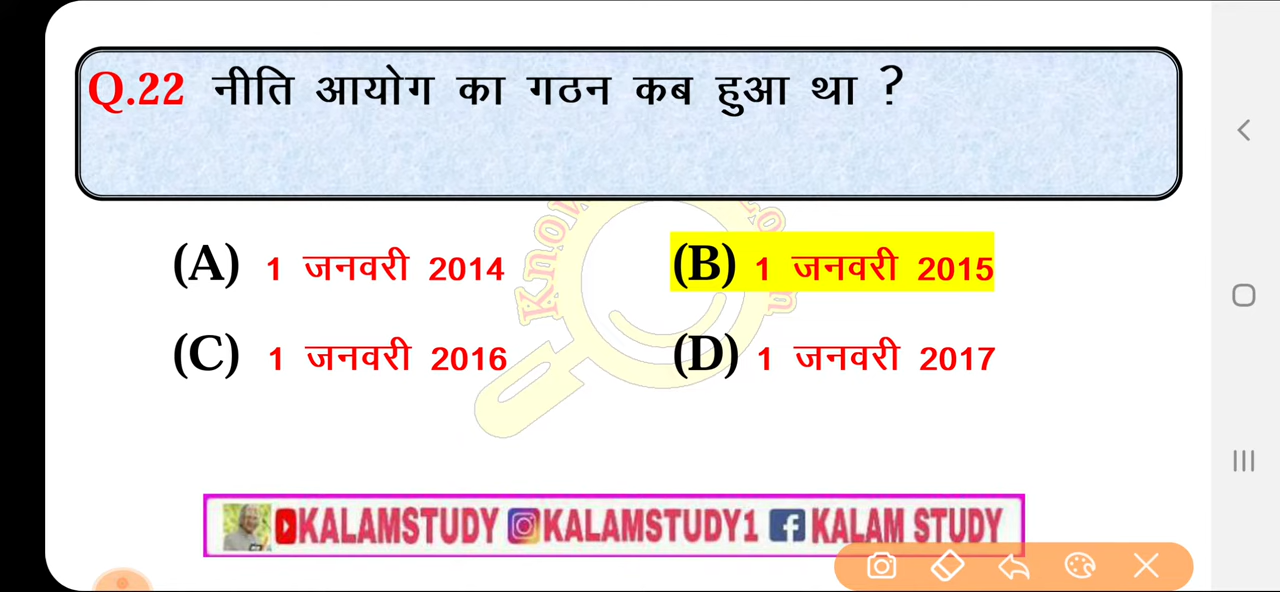 Q.22 नीति आयोग का गठन कब हुआ था ?
(A) 1 जनवरी 2014 (B) 1 जनवरी 2015
(C) 1 जनवरी 2016 (D) 1 जनवरी 2017
KALAMSTUDY KALAMSTUDY1 KALAM STUDY